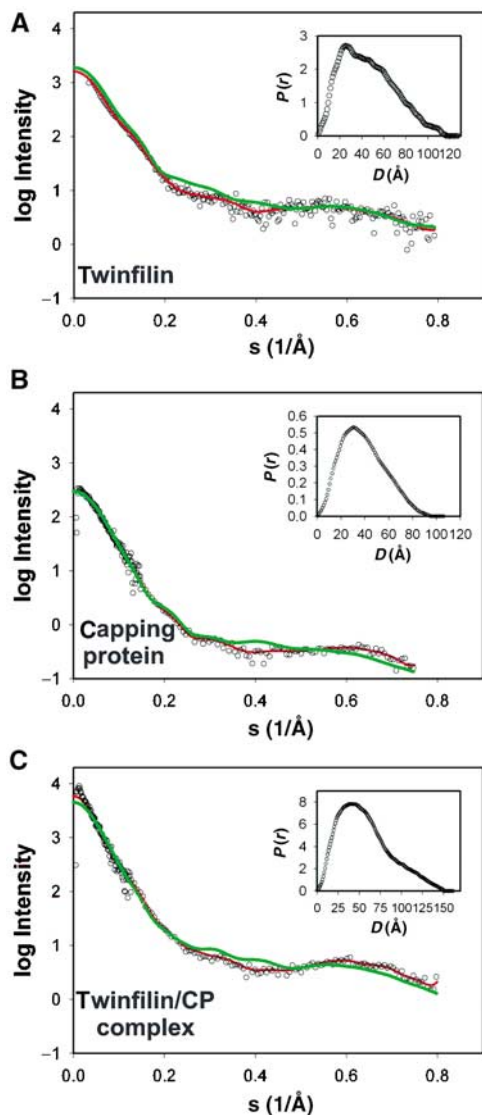 A
4
3
2
1
0
−1
log Intensity
0.0 0.2 0.4 0.6 0.8
s (1/Å)
Twinfilin
3
2
1
0
P(r)
0 20 40 60 80 100 120
D (Å)
B
4
3
2
1
0
−1
log Intensity
0.0 0.2 0.4 0.6 0.8
s (1/Å)
Capping
protein
0.6
0.5
0.4
0.3
0.2
0.1
0.0
P(r)
0 20 40 60 80 100 120
D (Å)
C
4
3
2
1
0
−1
log Intensity
0.0 0.2 0.4 0.6 0.8
s (1/Å)
Twinfilin/CP
complex
8
6
4
2
0
P(r)
0 25 50 75 100 125 150
D (Å)